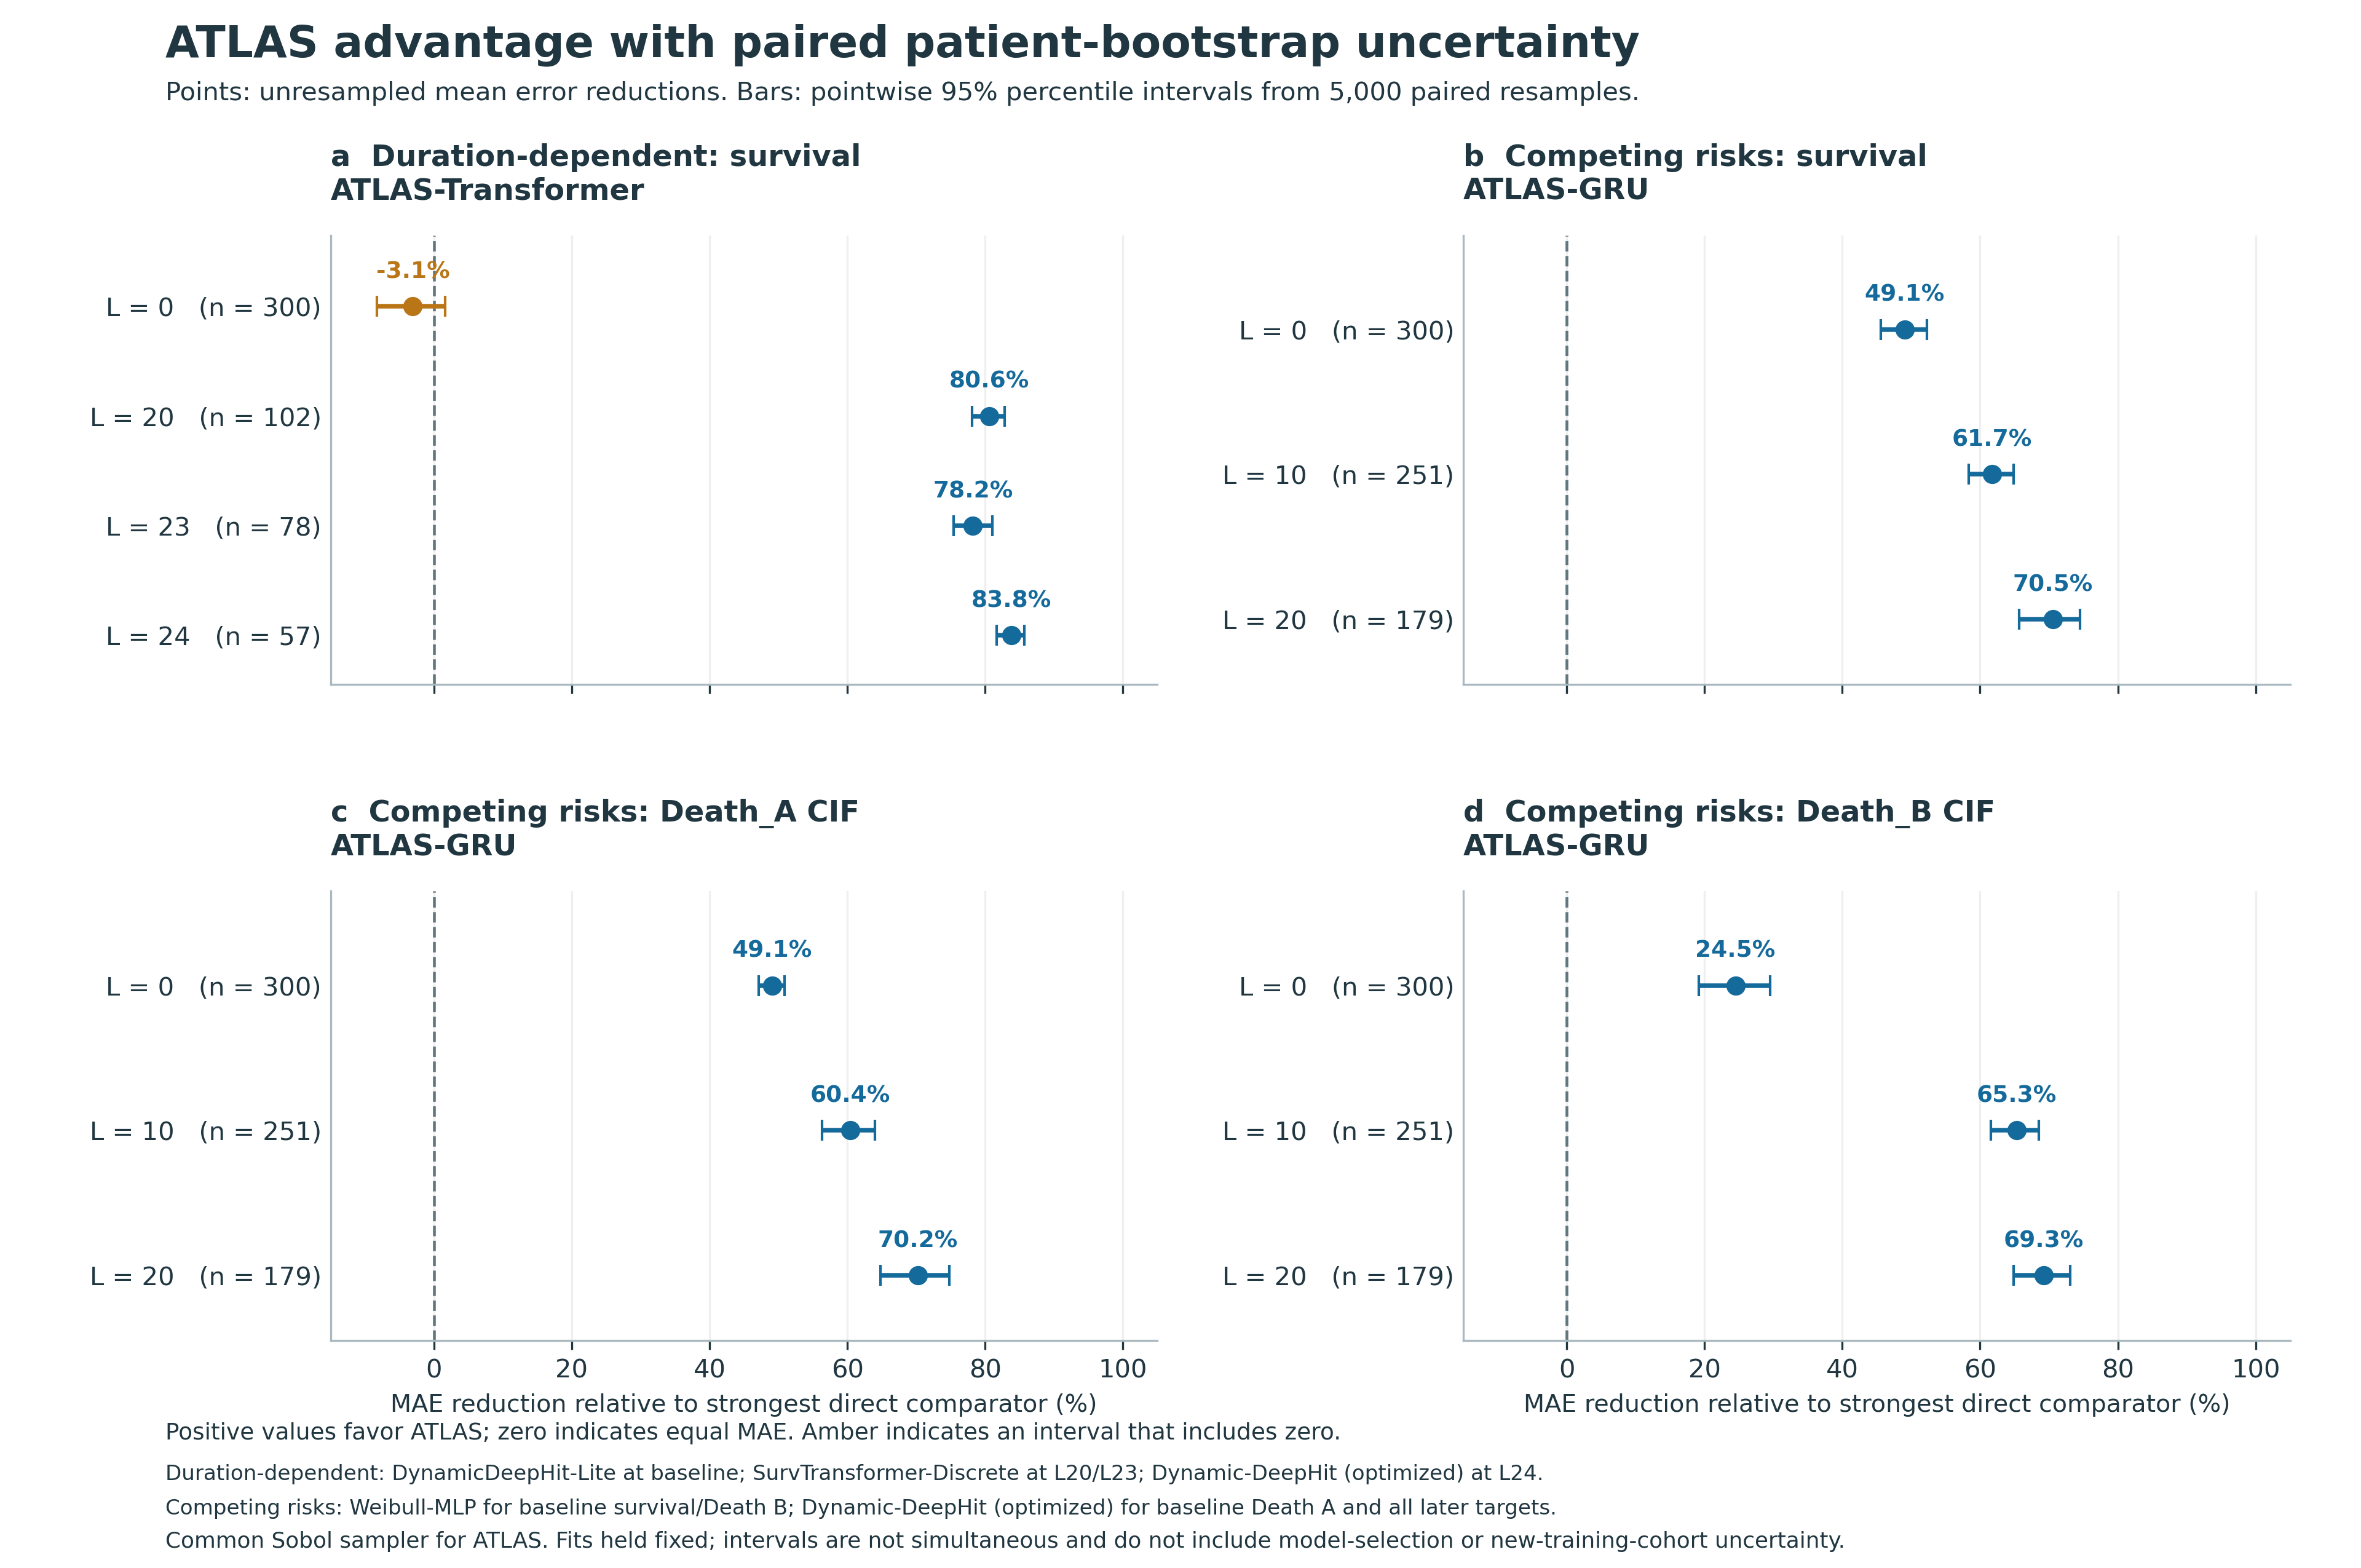 ATLAS advantage with paired patient-bootstrap uncertainty
Points: unresampled mean error reductions. Bars: pointwise 95% percentile intervals from 5,000 paired resamples.
a Duration-dependent: survival
ATLAS-Transformer
-3.1%
L = 0 (n = 300)
80.6%
L = 20 (n = 102)
78.2%
L = 23 (n = 78)
83.8%
L = 24 (n = 57)
b Competing risks: survival
ATLAS-GRU
49.1%
L = 0 (n = 300)
61.7%
L = 10 (n = 251)
70.5%
L = 20 (n = 179)
c Competing risks: Death_A CIF
ATLAS-GRU
49.1%
L = 0 (n = 300)
60.4%
L = 10 (n = 251)
70.2%
L = 20 (n = 179)
0 20 40 60 80 100
MAE reduction relative to strongest direct comparator (%)
d Competing risks: Death_B CIF
ATLAS-GRU
24.5%
L = 0 (n = 300)
65.3%
L = 10 (n = 251)
69.3%
L = 20 (n = 179)
0 20 40 60 80 100
MAE reduction relative to strongest direct comparator (%)
Positive values favor ATLAS; zero indicates equal MAE. Amber indicates an interval that includes zero.
Duration-dependent: DynamicDeepHit-Lite at baseline; SurvTransformer-Discrete at L20/L23; Dynamic-DeepHit (optimized) at L24.
Competing risks: Weibull-MLP for baseline survival/Death B; Dynamic-DeepHit (optimized) for baseline Death A and all later targets.
Common Sobol sampler for ATLAS. Fits held fixed; intervals are not simultaneous and do not include model-selection or new-training-cohort uncertainty.